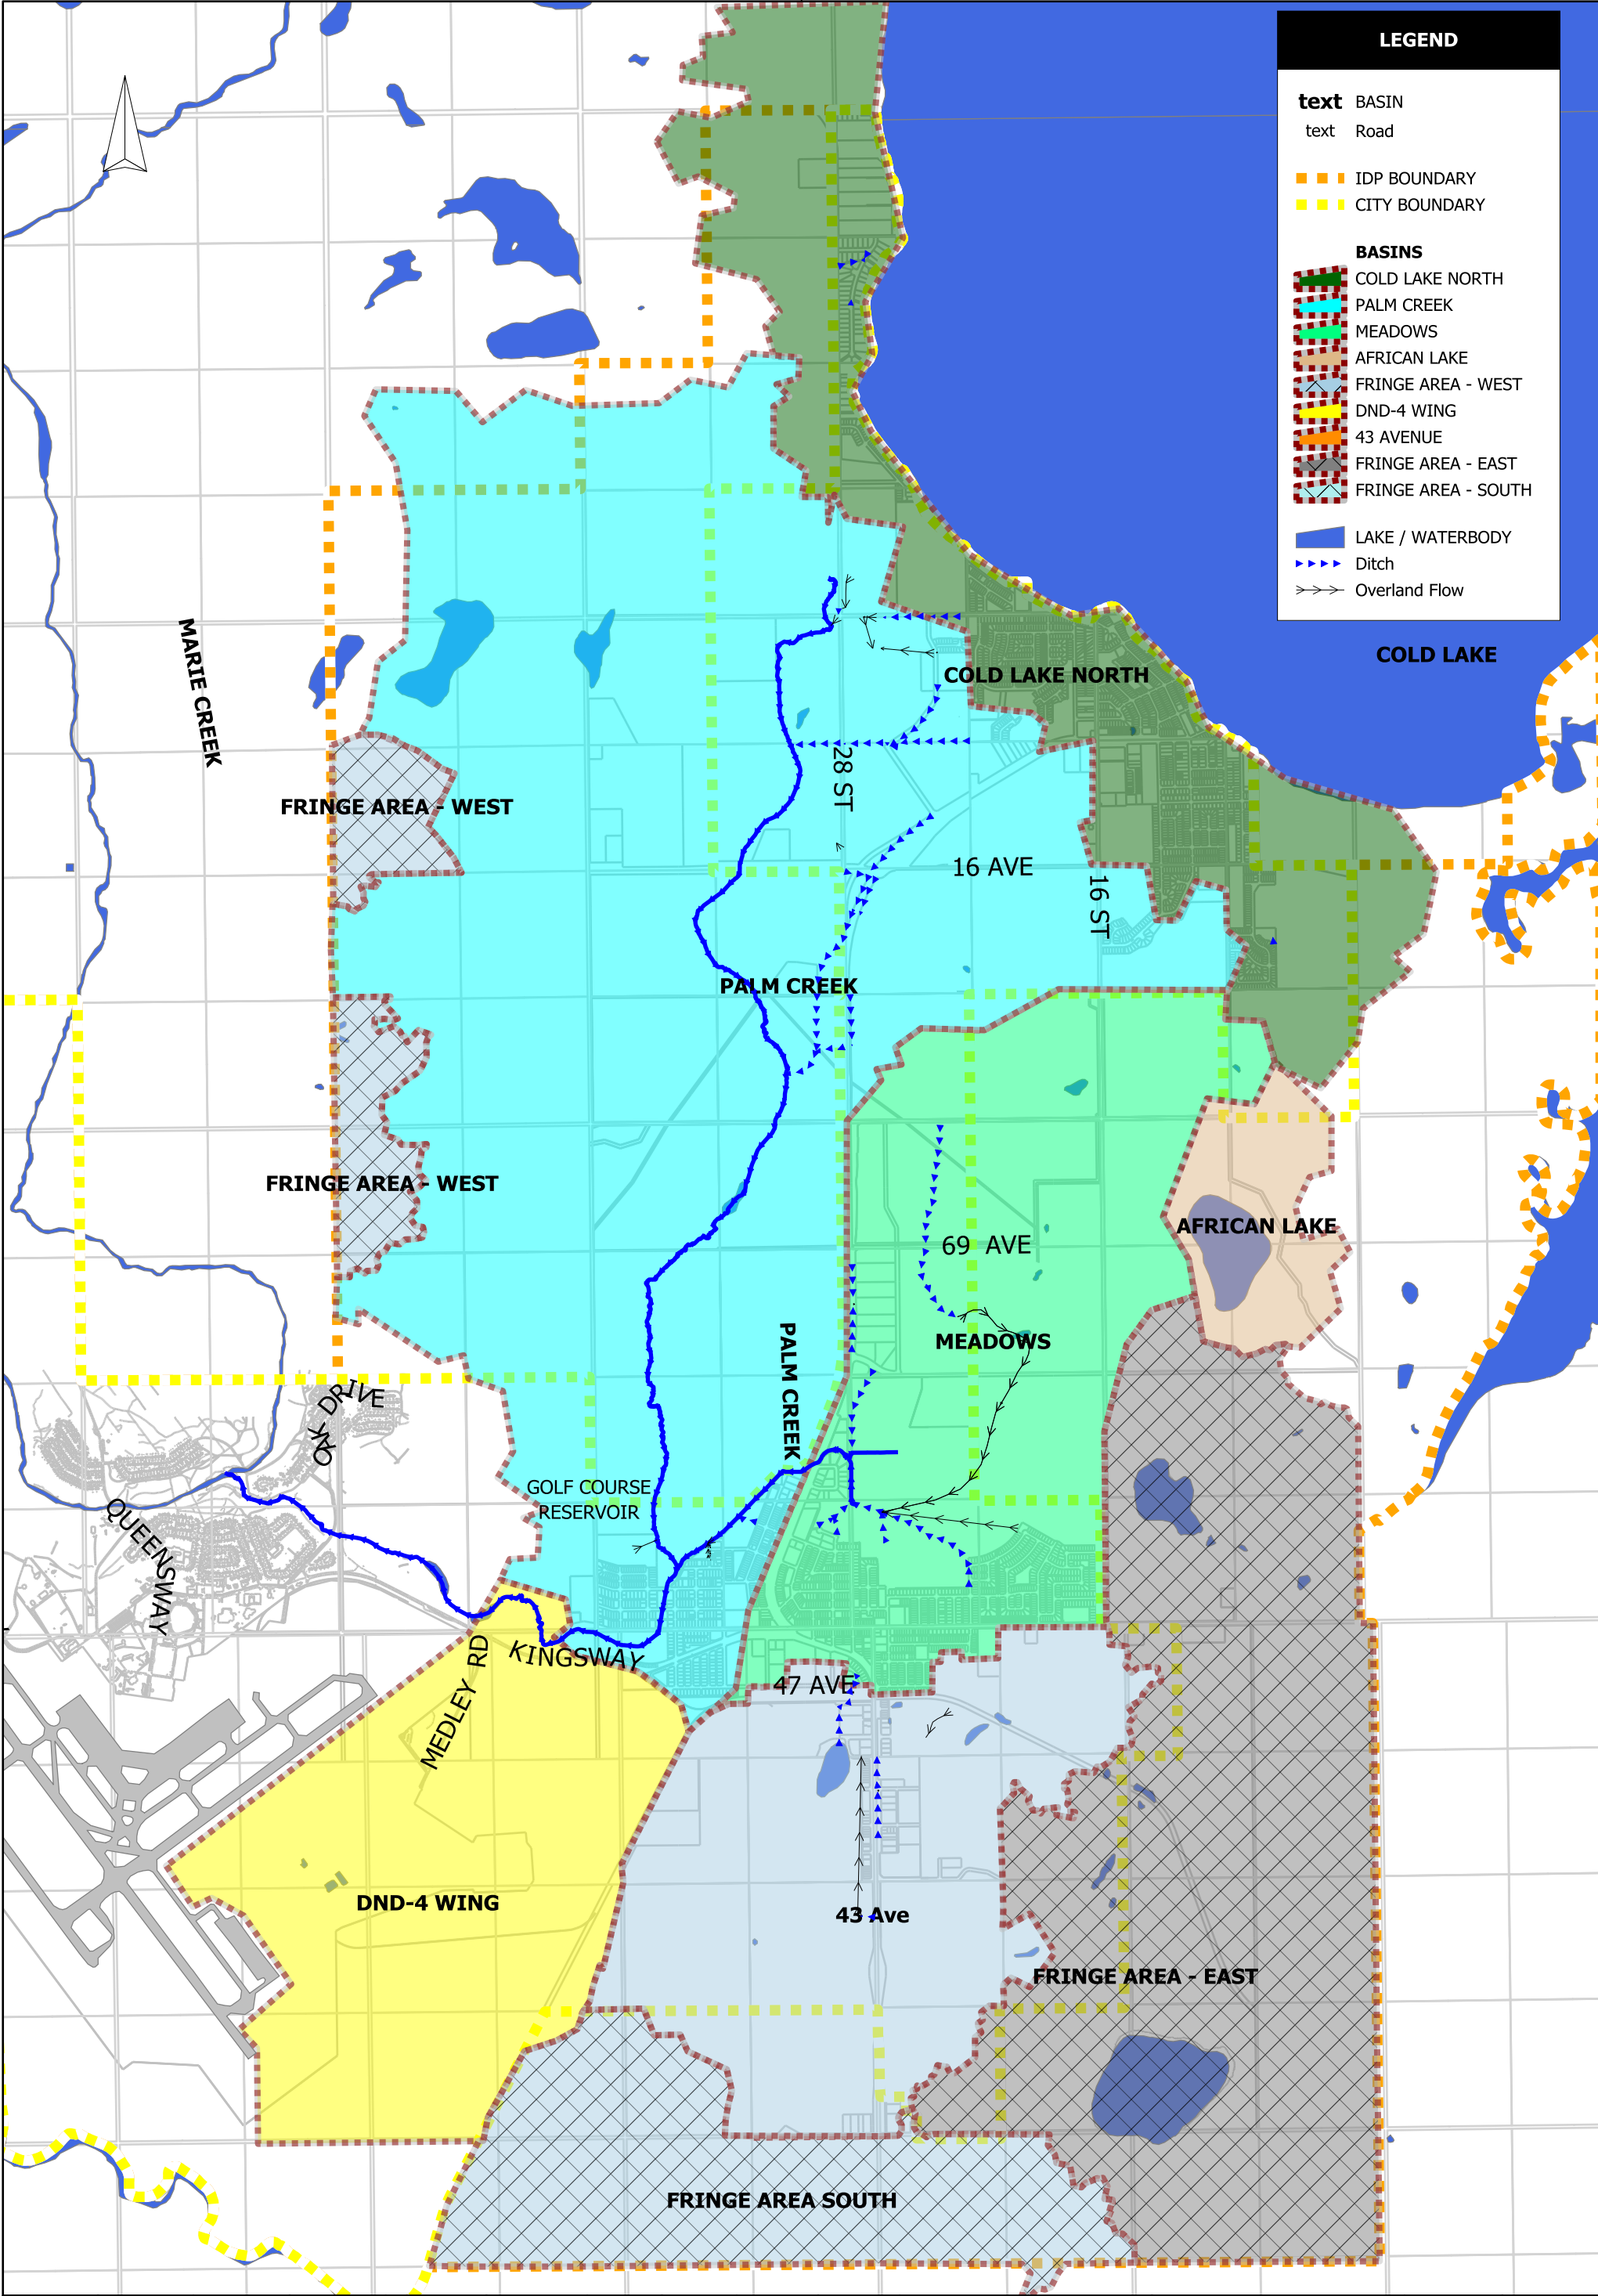 LEGEND
text BASIN
text Road
IDP BOUNDARY
CITY BOUNDARY
BASINS
COLD LAKE NORTH
PALM CREEK
MEADOWS
AFRICAN LAKE
FRINGE AREA - WEST
DND-4 WING
43 AVENUE
FRINGE AREA - EAST
FRINGE AREA - SOUTH
LAKE / WATERBODY
Ditch
Overland Flow
COLD LAKE
MARIE CREEK
COLD LAKE NORTH
28 ST
FRINGE AREA - WEST
16 AVE
16 ST
PALM CREEK
FRINGE AREA - WEST
AFRICAN LAKE
69 AVE
MEADOWS
PALM CREEK
OAK DRIVE
GOLF COURSE
RESERVOIR
QUEENSWAY
KINGSWAY
MEDLEY RD
47 AVE
DND-4 WING
43 Ave
FRINGE AREA - EAST
FRINGE AREA SOUTH